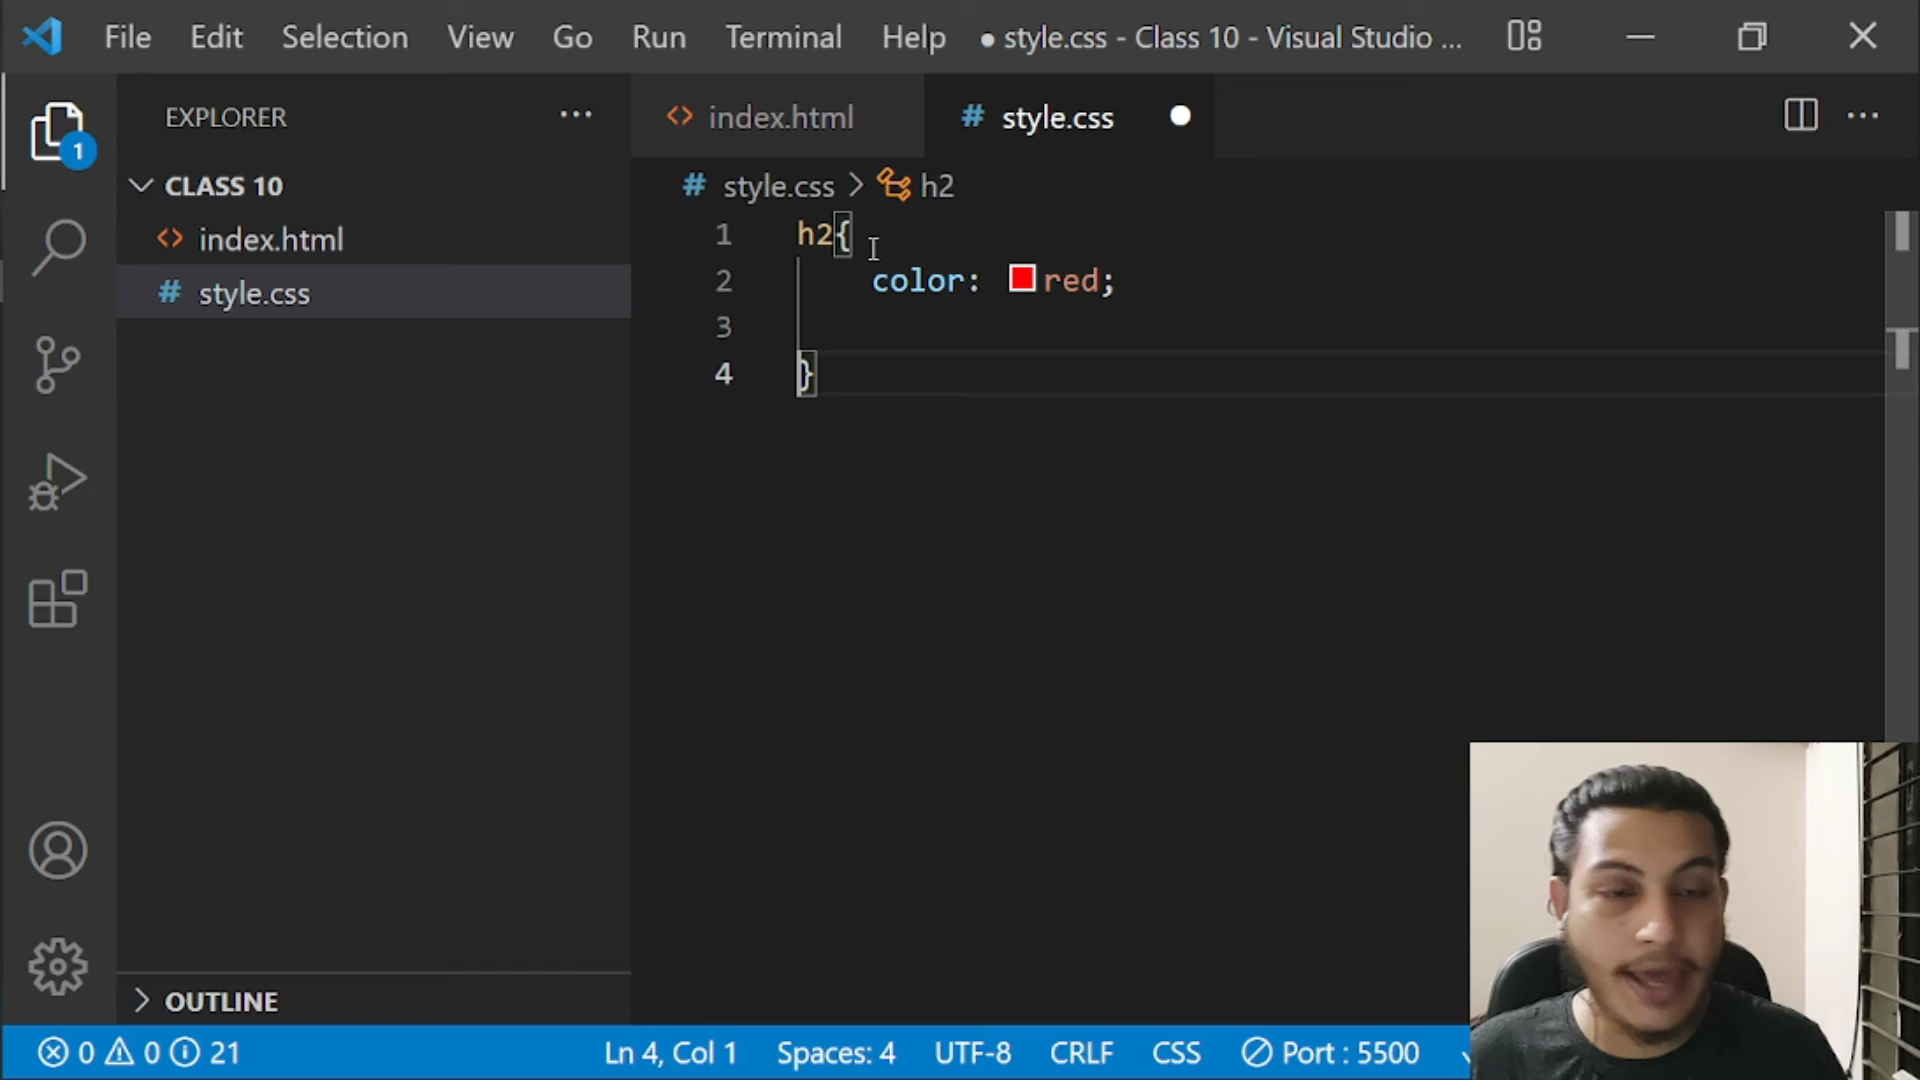 File Edit Selection View Go Run Terminal Help ● style.css - Class 10 - Visual Studio ...
EXPLORER ...
index.html
# style.css ●
...
1
CLASS 10
index.html
# style.css
# style.css > h2
1 h2{
2 color: red;
3
4 }
OUTLINE
0 0 21
Ln 4, Col 1 Spaces: 4 UTF-8 CRLF CSS Port : 5500